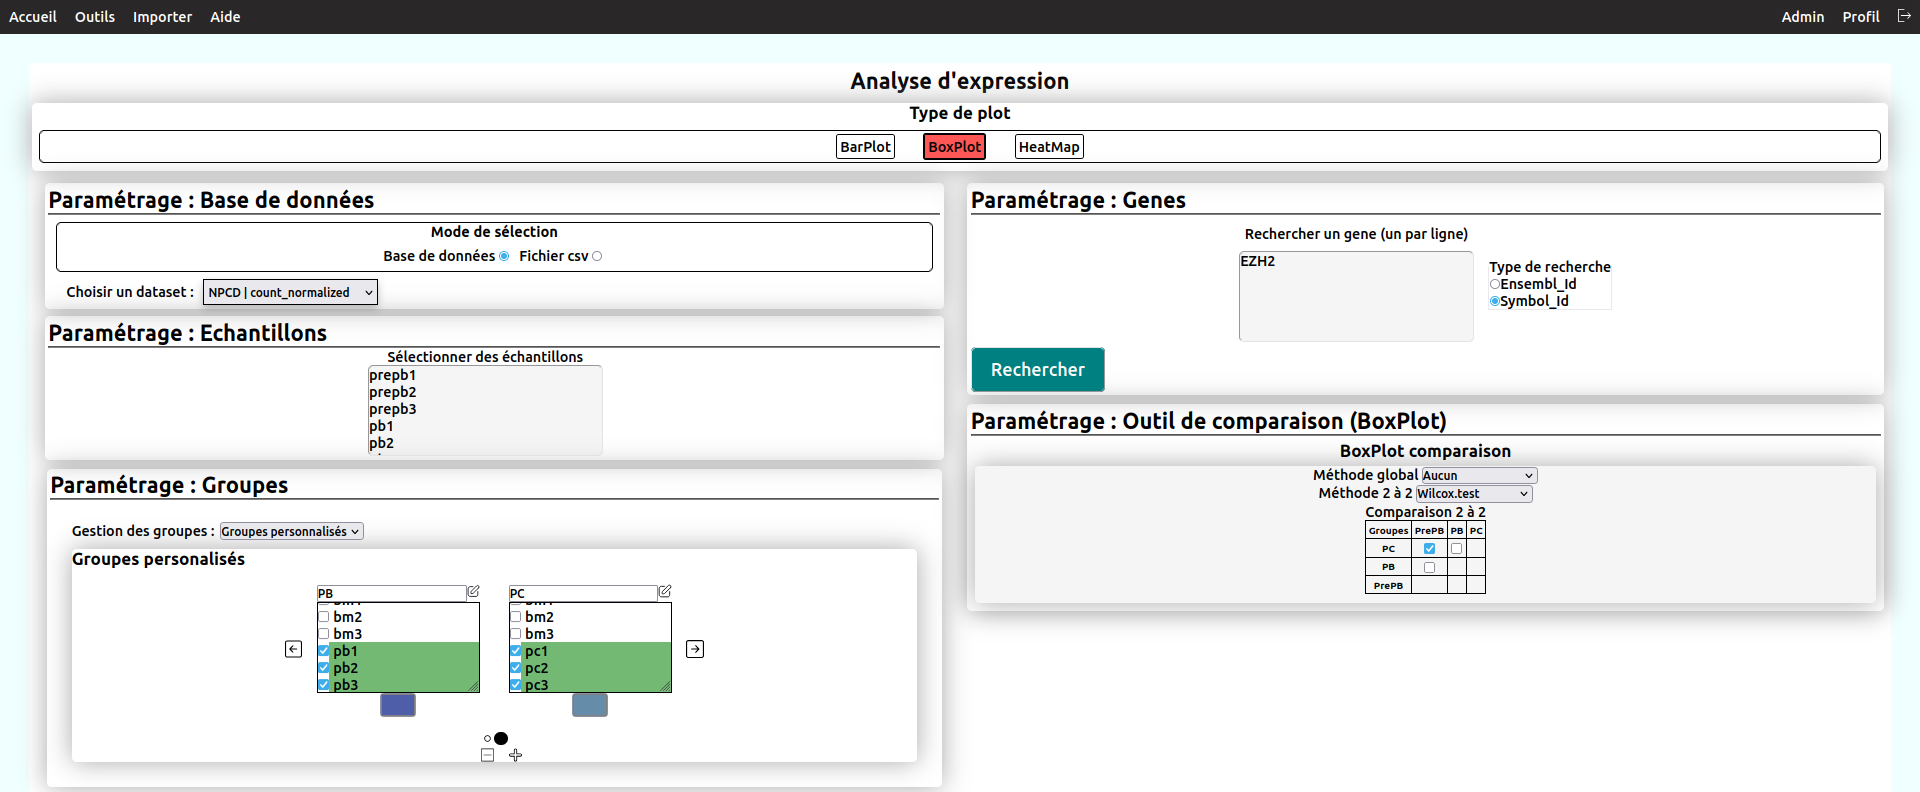 Accueil Outils Importer Aide Admin Profil
Analyse d'expression
Type de plot
BarPlot BoxPlot HeatMap
Paramétrage : Base de données
Mode de sélection
Base de données Fichier csv
Choisir un dataset : NPCD | count_normalized
Paramétrage : Echantillons
Sélectionner des échantillons
prepb1
prepb2
prepb3
pb1
pb2
Paramétrage : Groupes
Gestion des groupes : Groupes personnalisés
Groupes personalisés
PB
bm2
bm3
pb1
pb2
pb3
PC
bm2
bm3
pc1
pc2
pc3
Paramétrage : Genes
Rechercher un gene (un par ligne)
EZH2
Type de recherche
Ensembl_Id
Symbol_Id
Rechercher
Paramétrage : Outil de comparaison (BoxPlot)
BoxPlot comparaison
Méthode global Aucun
Méthode 2 à 2 Wilcox.test
Comparaison 2 à 2
Groupes PrePB PB PC
PC
PB
PrePB